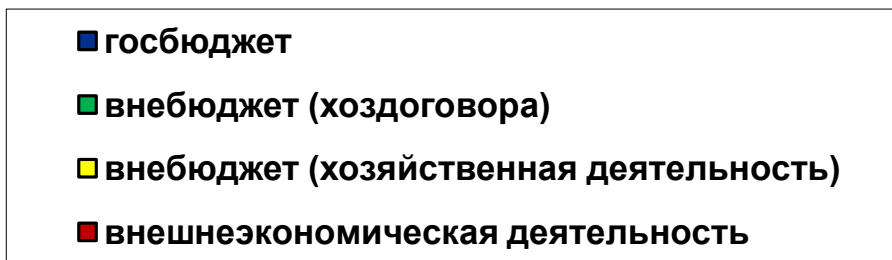 госбюджет
внебюджет (хоздоговора)
внебюджет (хозяйственная деятельность)
внешнеэкономическая деятельность